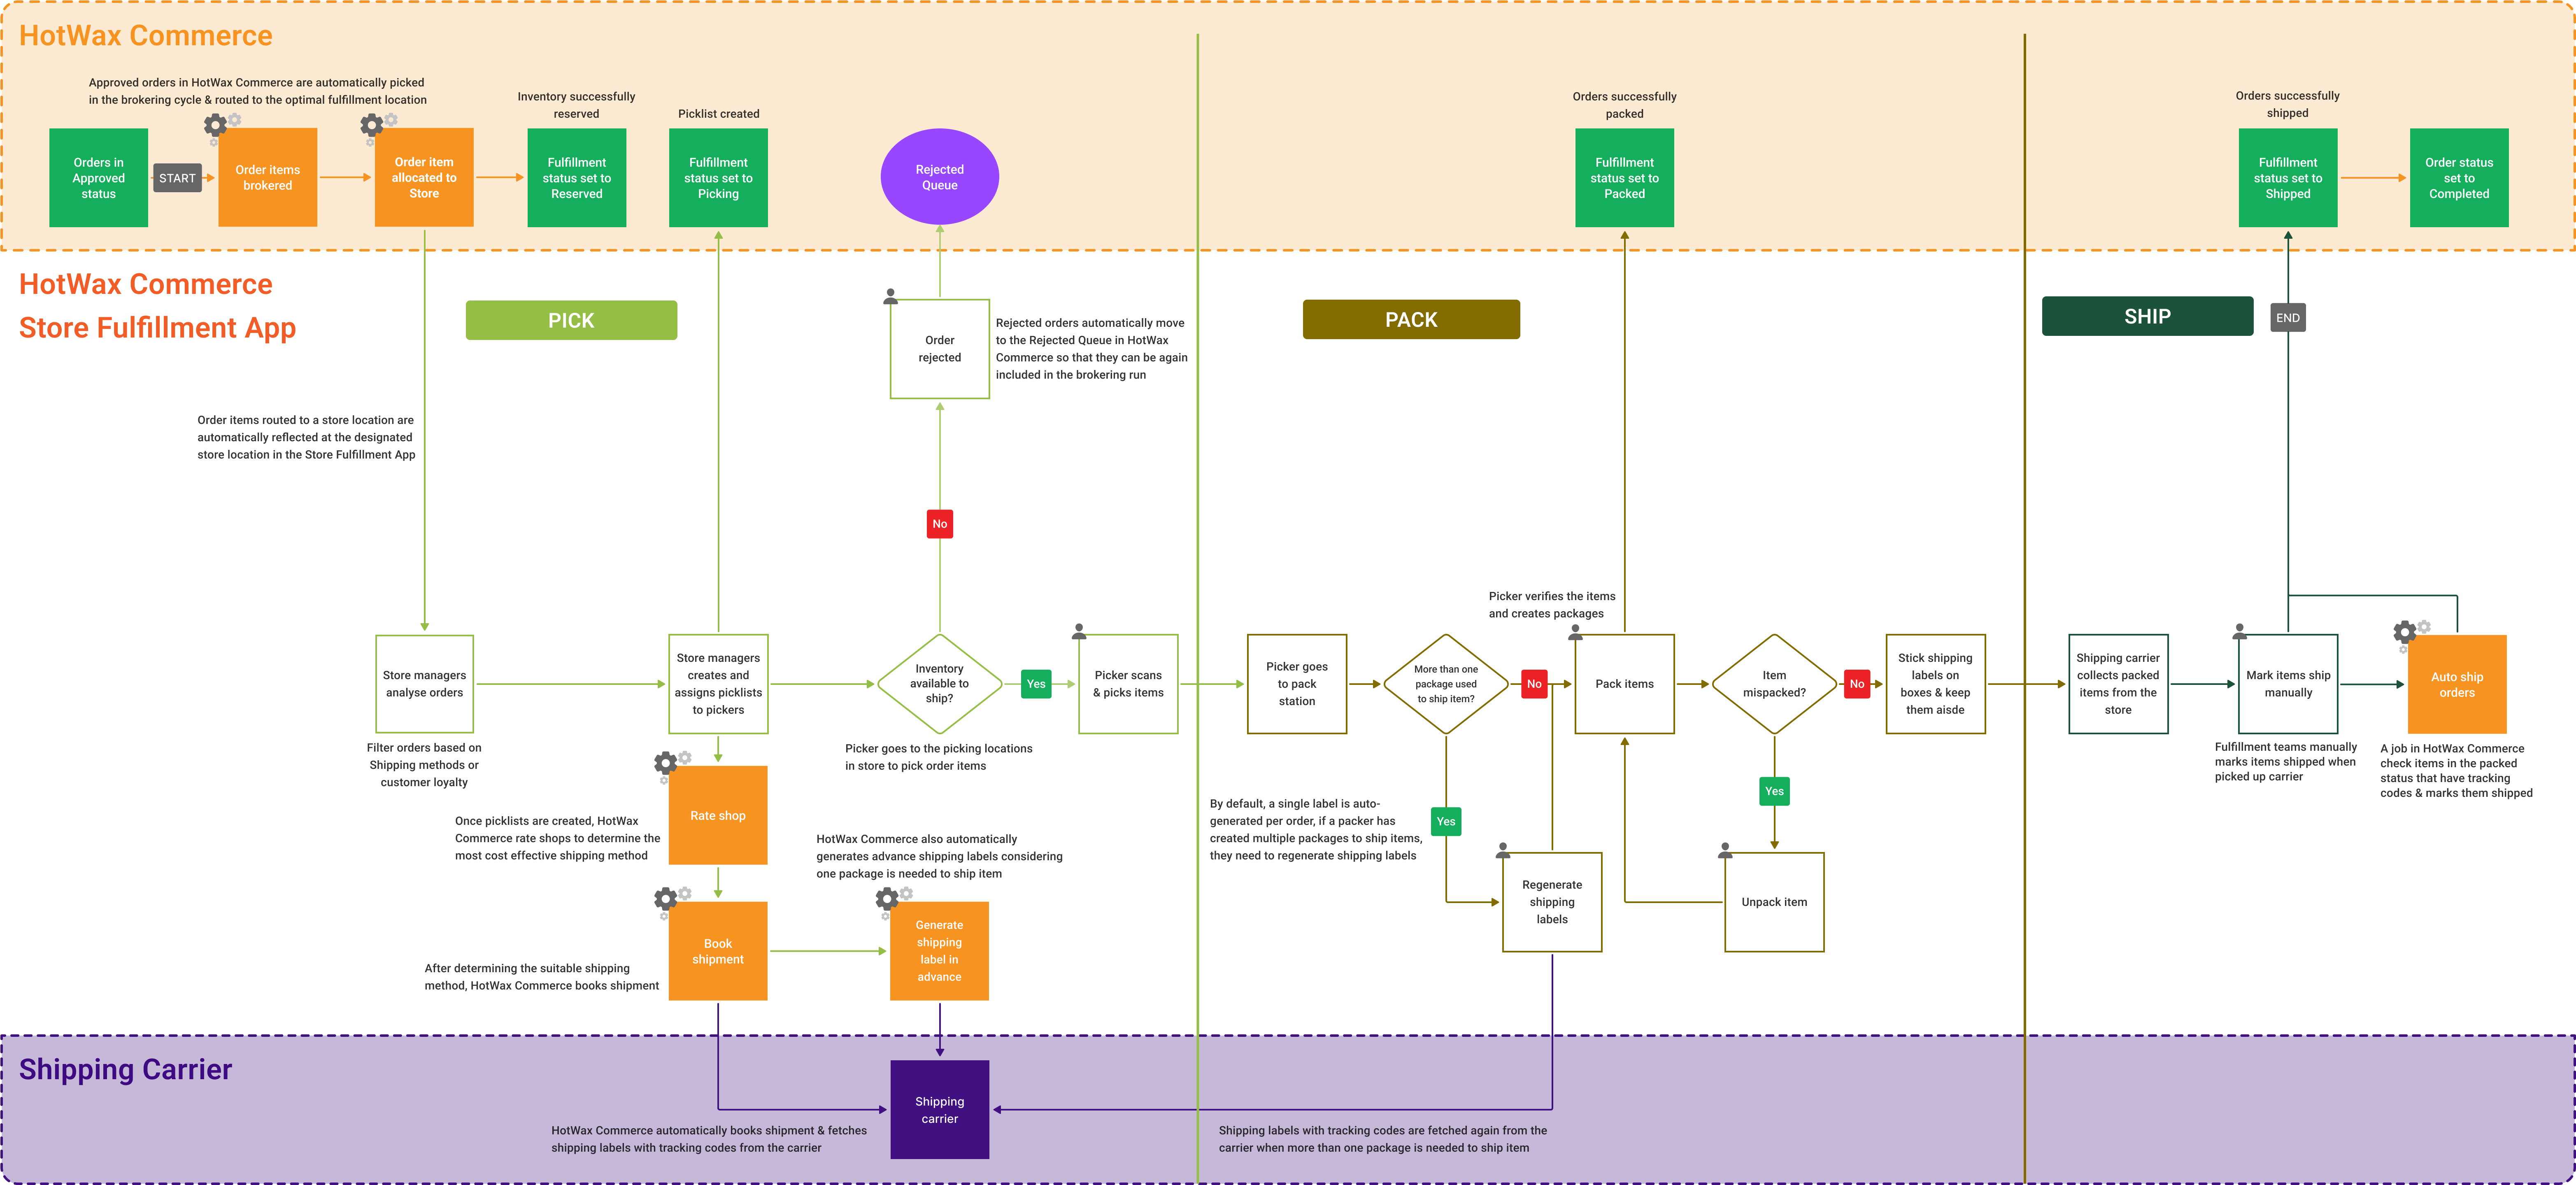 HotWax Commerce
Approved orders in HotWax Commerce are automatically picked
in the brokering cycle & routed to the optimal fulfillment location
Inventory successfully
reserved
Picklist created
Orders successfully
packed
Orders successfully
shipped
Orders in
Approved
status
START
Order items
brokered
Order item
allocated to
Store
Fulfillment
status set to
Reserved
Fulfillment
status set to
Picking
Rejected
Queue
Fulfillment
status set to
Packed
Fulfillment
status set to
Shipped
Order status
set to
Completed
HotWax Commerce
Store Fulfillment App
PICK
PACK
SHIP
END
Order
rejected
Rejected orders automatically move
to the Rejected Queue in HotWax
Commerce so that they can be again
included in the brokering run
Order items routed to a store location are
automatically reflected at the designated
store location in the Store Fulfillment App
No
Picker verifies the items
and creates packages
Store managers
analyse orders
Filter orders based on
Shipping methods or
customer loyalty
Store managers
creates and
assigns picklists
to pickers
Inventory
available to
ship?
Yes
Picker goes to the picking locations
in store to pick order items
Picker scans
& picks items
Picker goes
to pack
station
More than one
package used
to ship item?
No
Pack items
Item
mispacked?
No
Stick shipping
labels on
boxes & keep
them aisde
Shipping carrier
collects packed
items from the
store
Mark items ship
manually
Fulfillment teams manually
marks items shipped when
picked up carrier
Auto ship
orders
A job in HotWax Commerce
check items in the packed
status that have tracking
codes & marks them shipped
Rate shop
Once picklists are created, HotWax
Commerce rate shops to determine the
most cost effective shipping method
HotWax Commerce also automatically
generates advance shipping labels considering
one package is needed to ship item
By default, a single label is auto-
generated per order, if a packer has
created multiple packages to ship items,
they need to regenerate shipping labels
Yes
Yes
Book
shipment
After determining the suitable shipping
method, HotWax Commerce books shipment
Generate
shipping
label in
advance
Regenerate
shipping
labels
Unpack item
Shipping Carrier
Shipping
carrier
HotWax Commerce automatically books shipment & fetches
shipping labels with tracking codes from the carrier
Shipping labels with tracking codes are fetched again from the
carrier when more than one package is needed to ship item